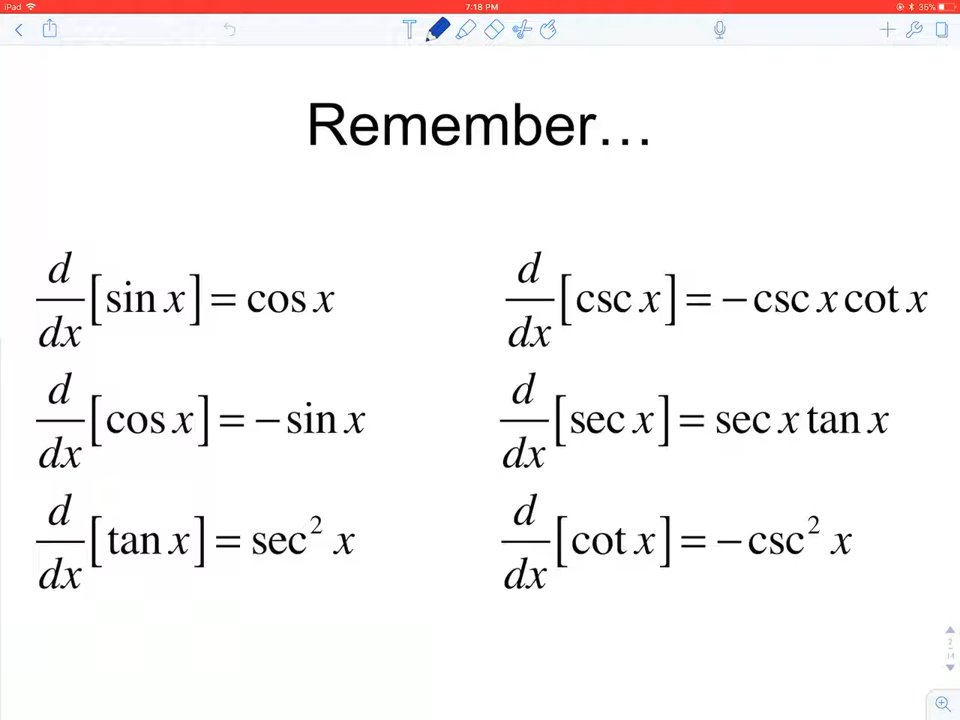 iPad 7:18 PM 35%
T
Remember…
d/dx [sin x] = cos x
d/dx [cos x] = −sin x
d/dx [tan x] = sec² x
d/dx [csc x] = −csc x cot x
d/dx [sec x] = sec x tan x
d/dx [cot x] = −csc² x
2